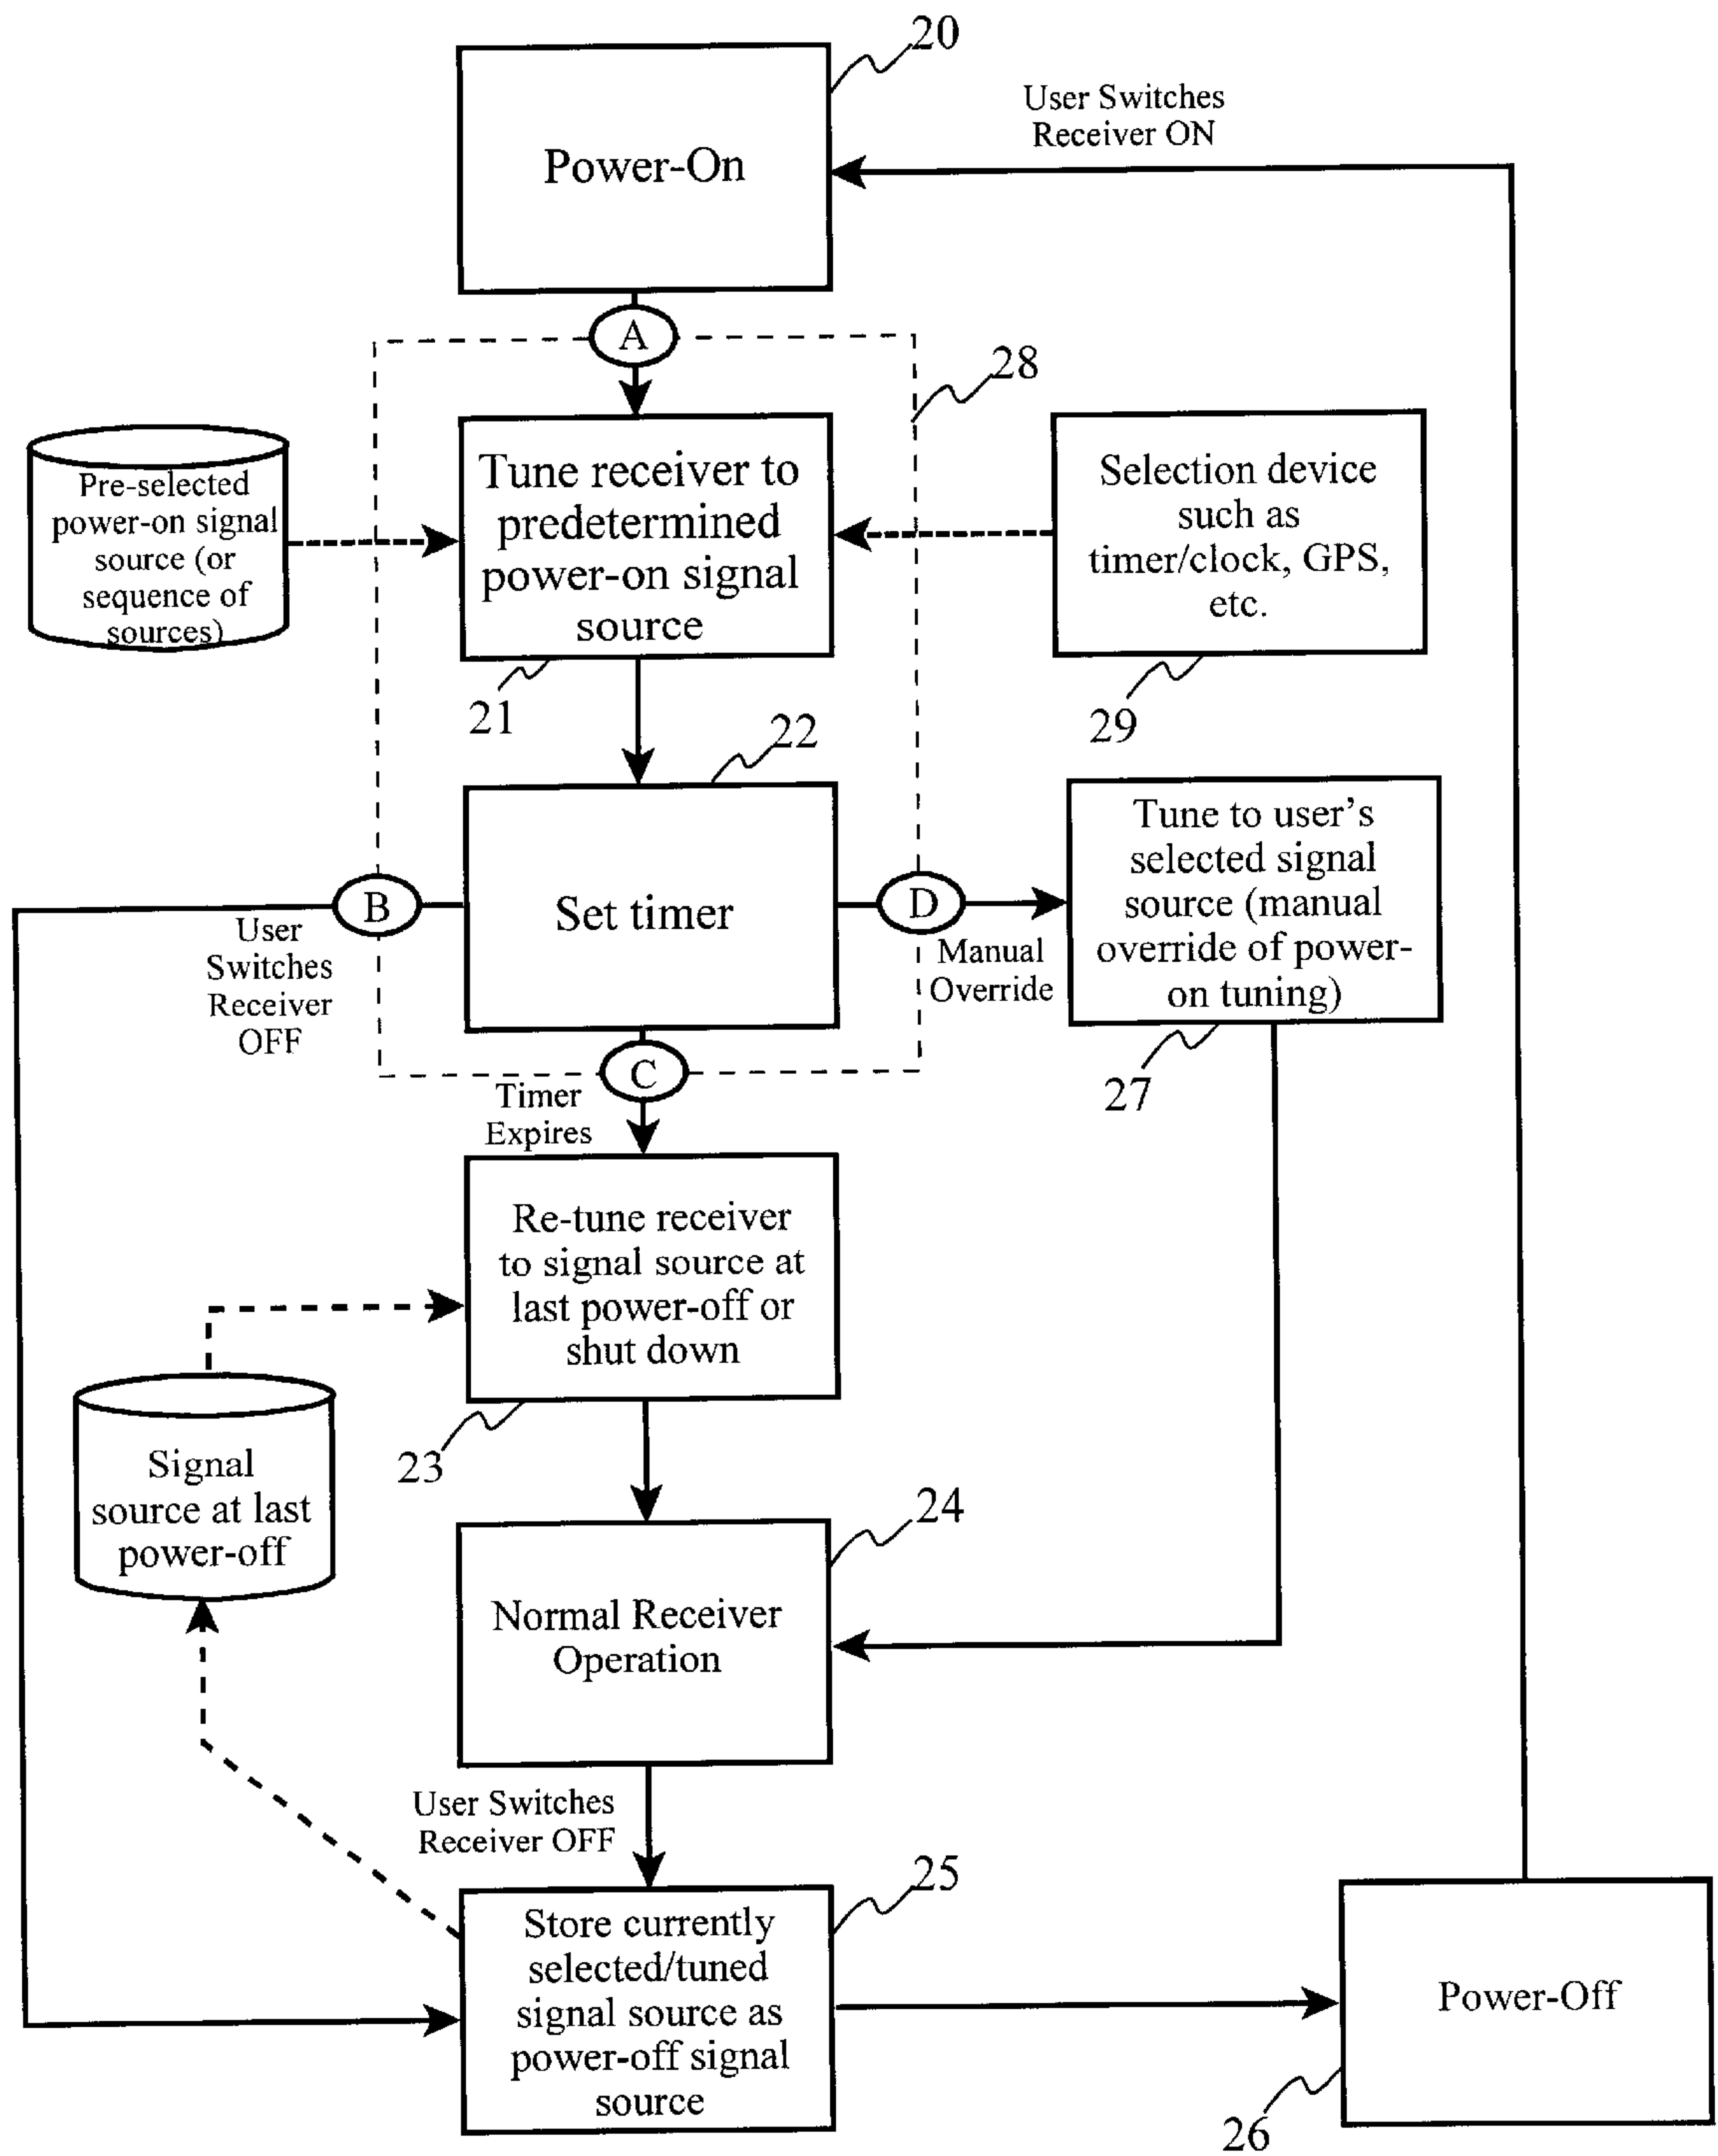 20
Power-On
User Switches
Receiver ON
A
28
Pre-selected
power-on signal
source (or
sequence of
sources)
Tune receiver to
predetermined
power-on signal
source
Selection device
such as
timer/clock, GPS,
etc.
21
29
22
Set timer
B
User
Switches
Receiver
OFF
D
Manual
Override
Tune to user's
selected signal
source (manual
override of power-
on tuning)
27
C
Timer
Expires
Re-tune receiver
to signal source at
last power-off or
shut down
23
Signal
source at last
power-off
24
Normal Receiver
Operation
User Switches
Receiver OFF
25
Store currently
selected/tuned
signal source as
power-off signal
source
Power-Off
26